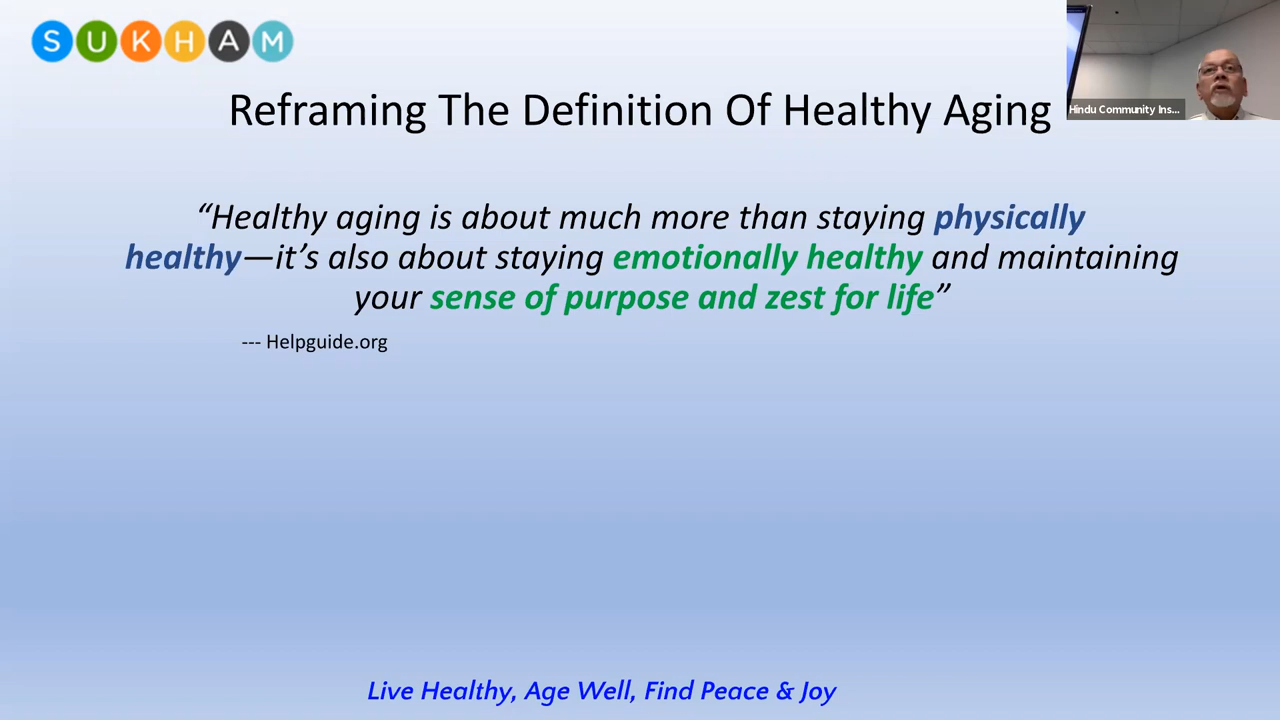 SUKHAM
Reframing The Definition Of Healthy Aging
Hindu Community Ins...
“Healthy aging is about much more than staying physically
healthy—it’s also about staying emotionally healthy and maintaining
your sense of purpose and zest for life”
--- Helpguide.org
Live Healthy, Age Well, Find Peace & Joy